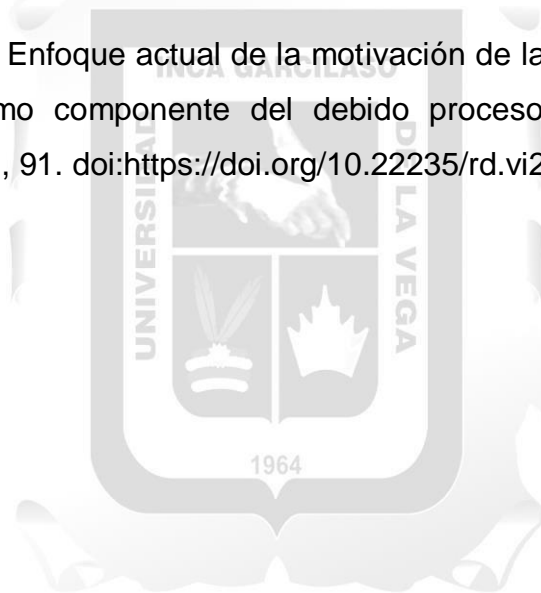 Enfoque actual de la motivación de la
mo componente del debido proceso
, 91. doi:https://doi.org/10.22235/rd.vi2
INCA GARCILASO
UNIVERSIDAD
DE LA VEGA
1964